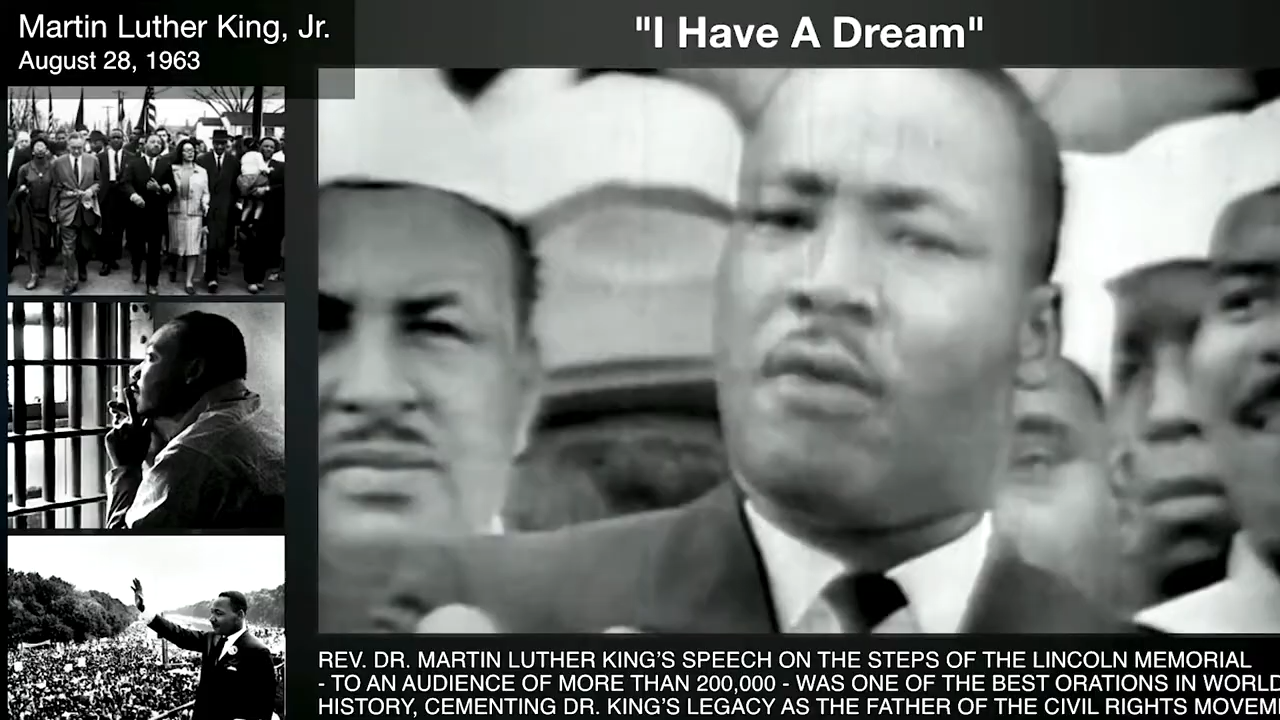 Martin Luther King, Jr.
August 28, 1963
"I Have A Dream"
REV. DR. MARTIN LUTHER KING'S SPEECH ON THE STEPS OF THE LINCOLN MEMORIAL
- TO AN AUDIENCE OF MORE THAN 200,000 - WAS ONE OF THE BEST ORATIONS IN WORLD
HISTORY, CEMENTING DR. KING'S LEGACY AS THE FATHER OF THE CIVIL RIGHTS MOVEM